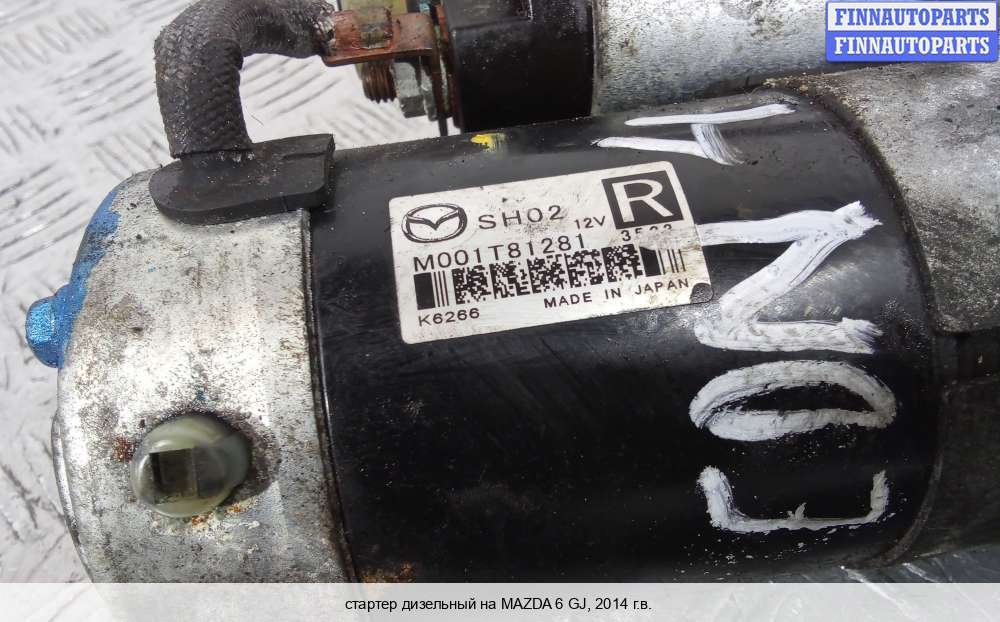 FINNAUTOPARTS
FINNAUTOPARTS
SH02 12V R
M001T81281
K6266 MADE IN JAPAN
стартер дизельный на MAZDA 6 GJ, 2014 г.в.